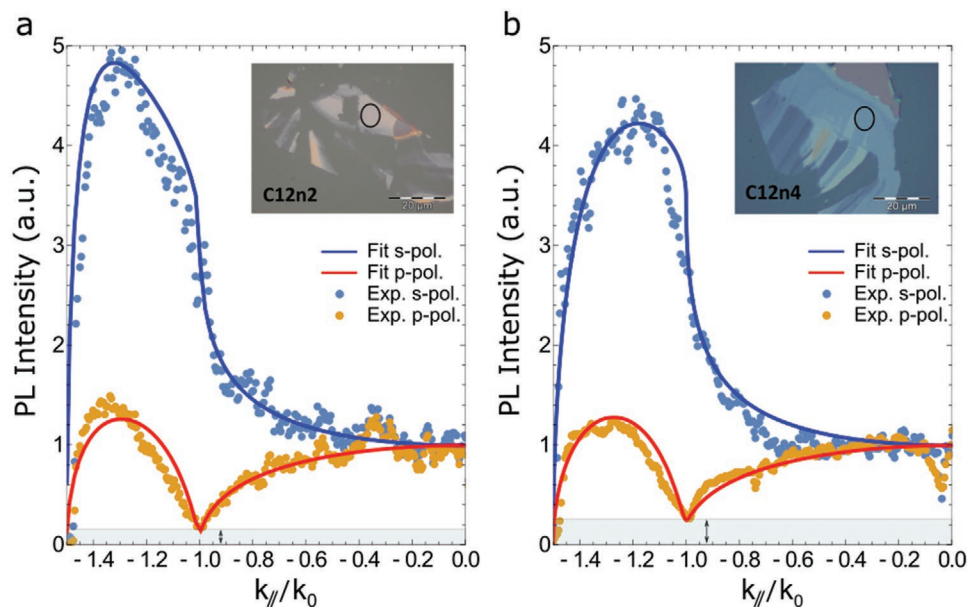 a
5
4
3
2
1
0
PL Intensity (a.u.)
C12n2
20 µm
Fit s-pol.
Fit p-pol.
Exp. s-pol.
Exp. p-pol.
- 1.4 - 1.2 - 1.0 - 0.8 - 0.6 - 0.4 - 0.2 0.0
k///k0
b
5
4
3
2
1
0
PL Intensity (a.u.)
C12n4
20 µm
Fit s-pol.
Fit p-pol.
Exp. s-pol.
Exp. p-pol.
- 1.4 - 1.2 - 1.0 - 0.8 - 0.6 - 0.4 - 0.2 0.0
k///k0